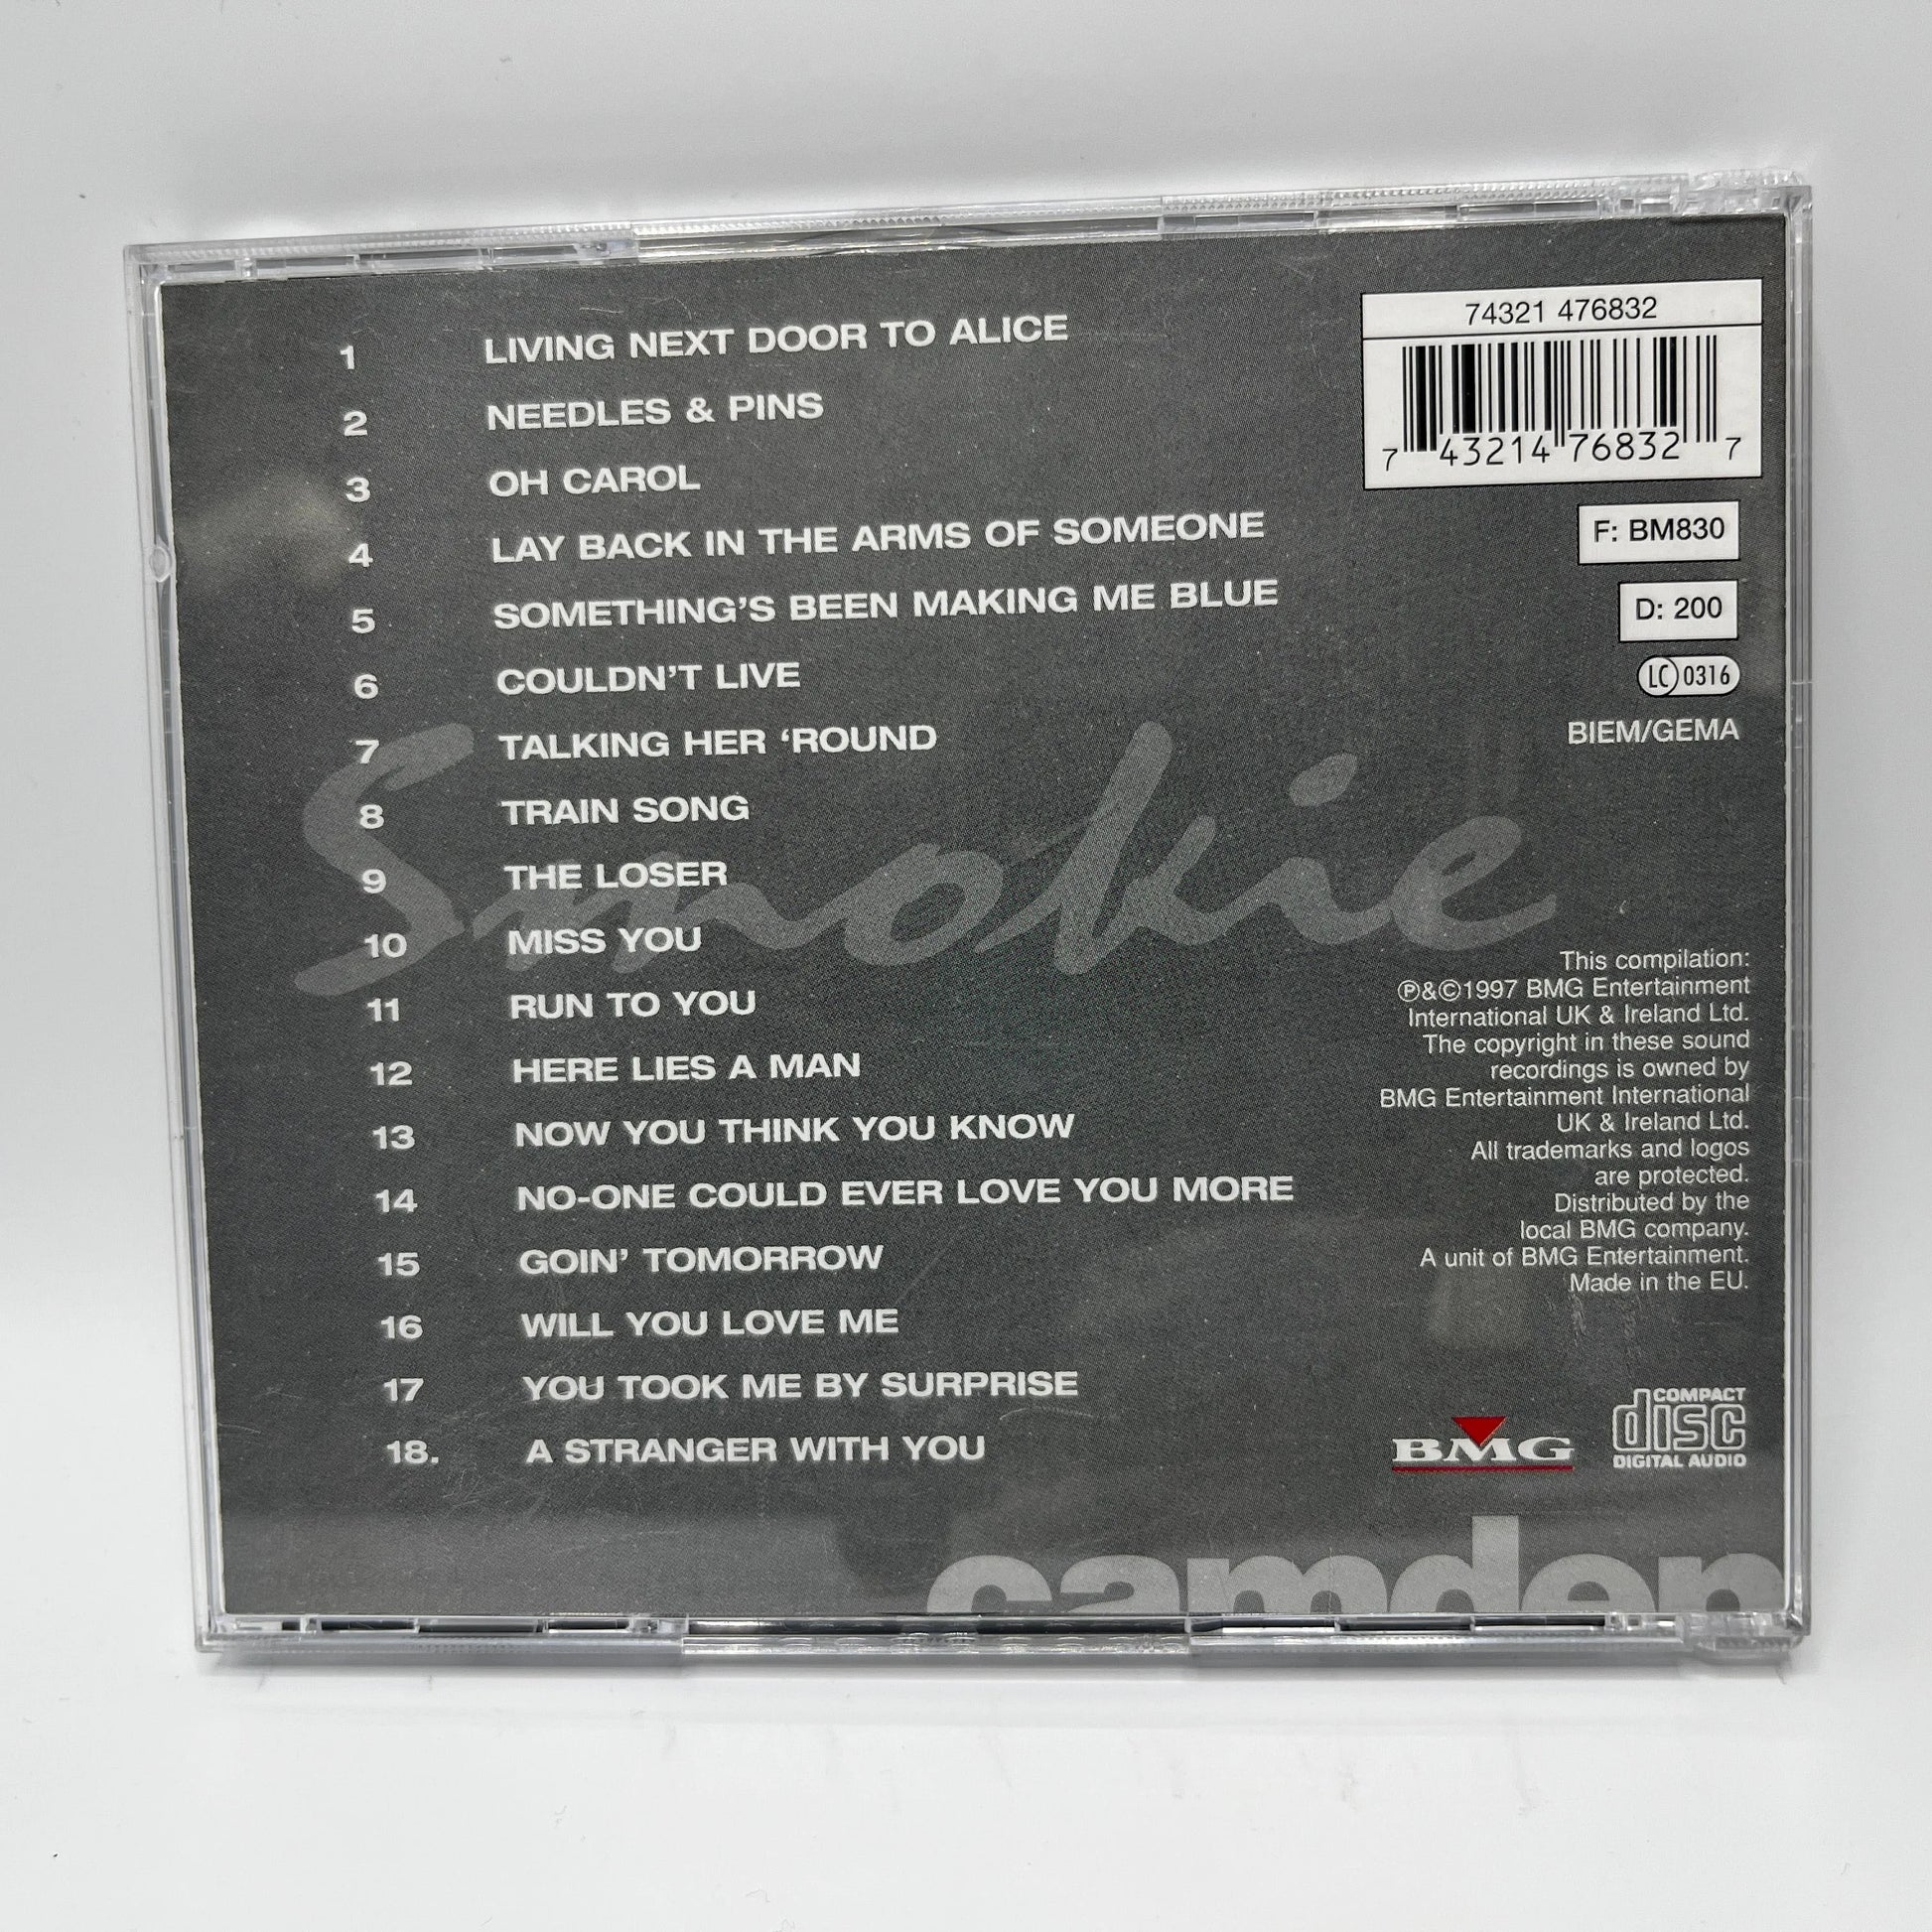 1 LIVING NEXT DOOR TO ALICE
2 NEEDLES & PINS
3 OH CAROL
4 LAY BACK IN THE ARMS OF SOMEONE
5 SOMETHING'S BEEN MAKING ME BLUE
6 COULDN'T LIVE
7 TALKING HER ‘ROUND
8 TRAIN SONG
9 THE LOSER
10 MISS YOU
11 RUN TO YOU
12 HERE LIES A MAN
13 NOW YOU THINK YOU KNOW
14 NO-ONE COULD EVER LOVE YOU MORE
15 GOIN' TOMORROW
16 WILL YOU LOVE ME
17 YOU TOOK ME BY SURPRISE
18. A STRANGER WITH YOU
Smokie
74321 476832
7 43214 76832 7
F: BM830
D: 200
LC 0316
BIEM/GEMA
This compilation:
℗&©1997 BMG Entertainment
International UK & Ireland Ltd.
The copyright in these sound
recordings is owned by
BMG Entertainment International
UK & Ireland Ltd.
All trademarks and logos
are protected.
Distributed by the
local BMG company.
A unit of BMG Entertainment.
Made in the EU.
BMG
COMPACT
disc
DIGITAL AUDIO
camden